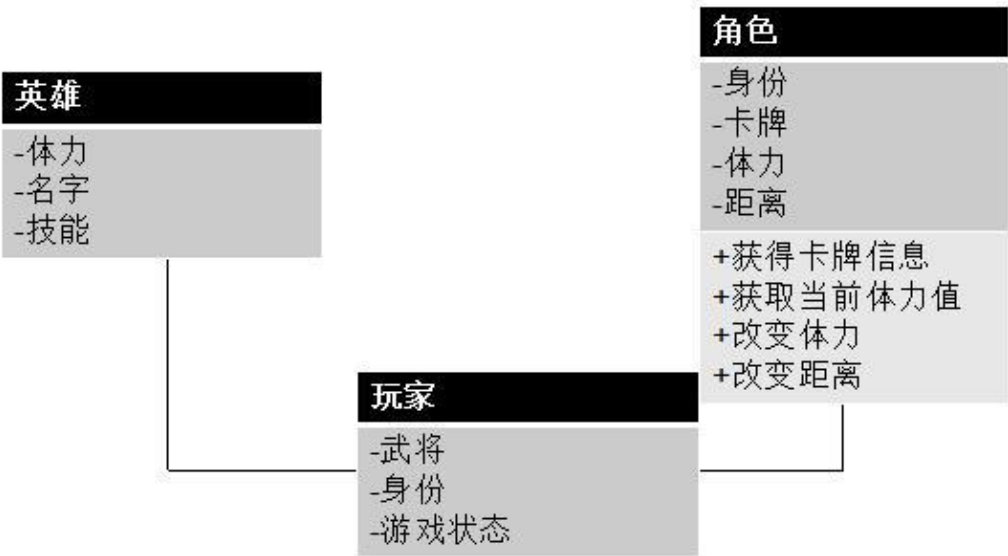 英雄
-体力
-名字
-技能
角色
-身份
-卡牌
-体力
-距离
+获得卡牌信息
+获取当前体力值
+改变体力
+改变距离
玩家
-武将
-身份
-游戏状态